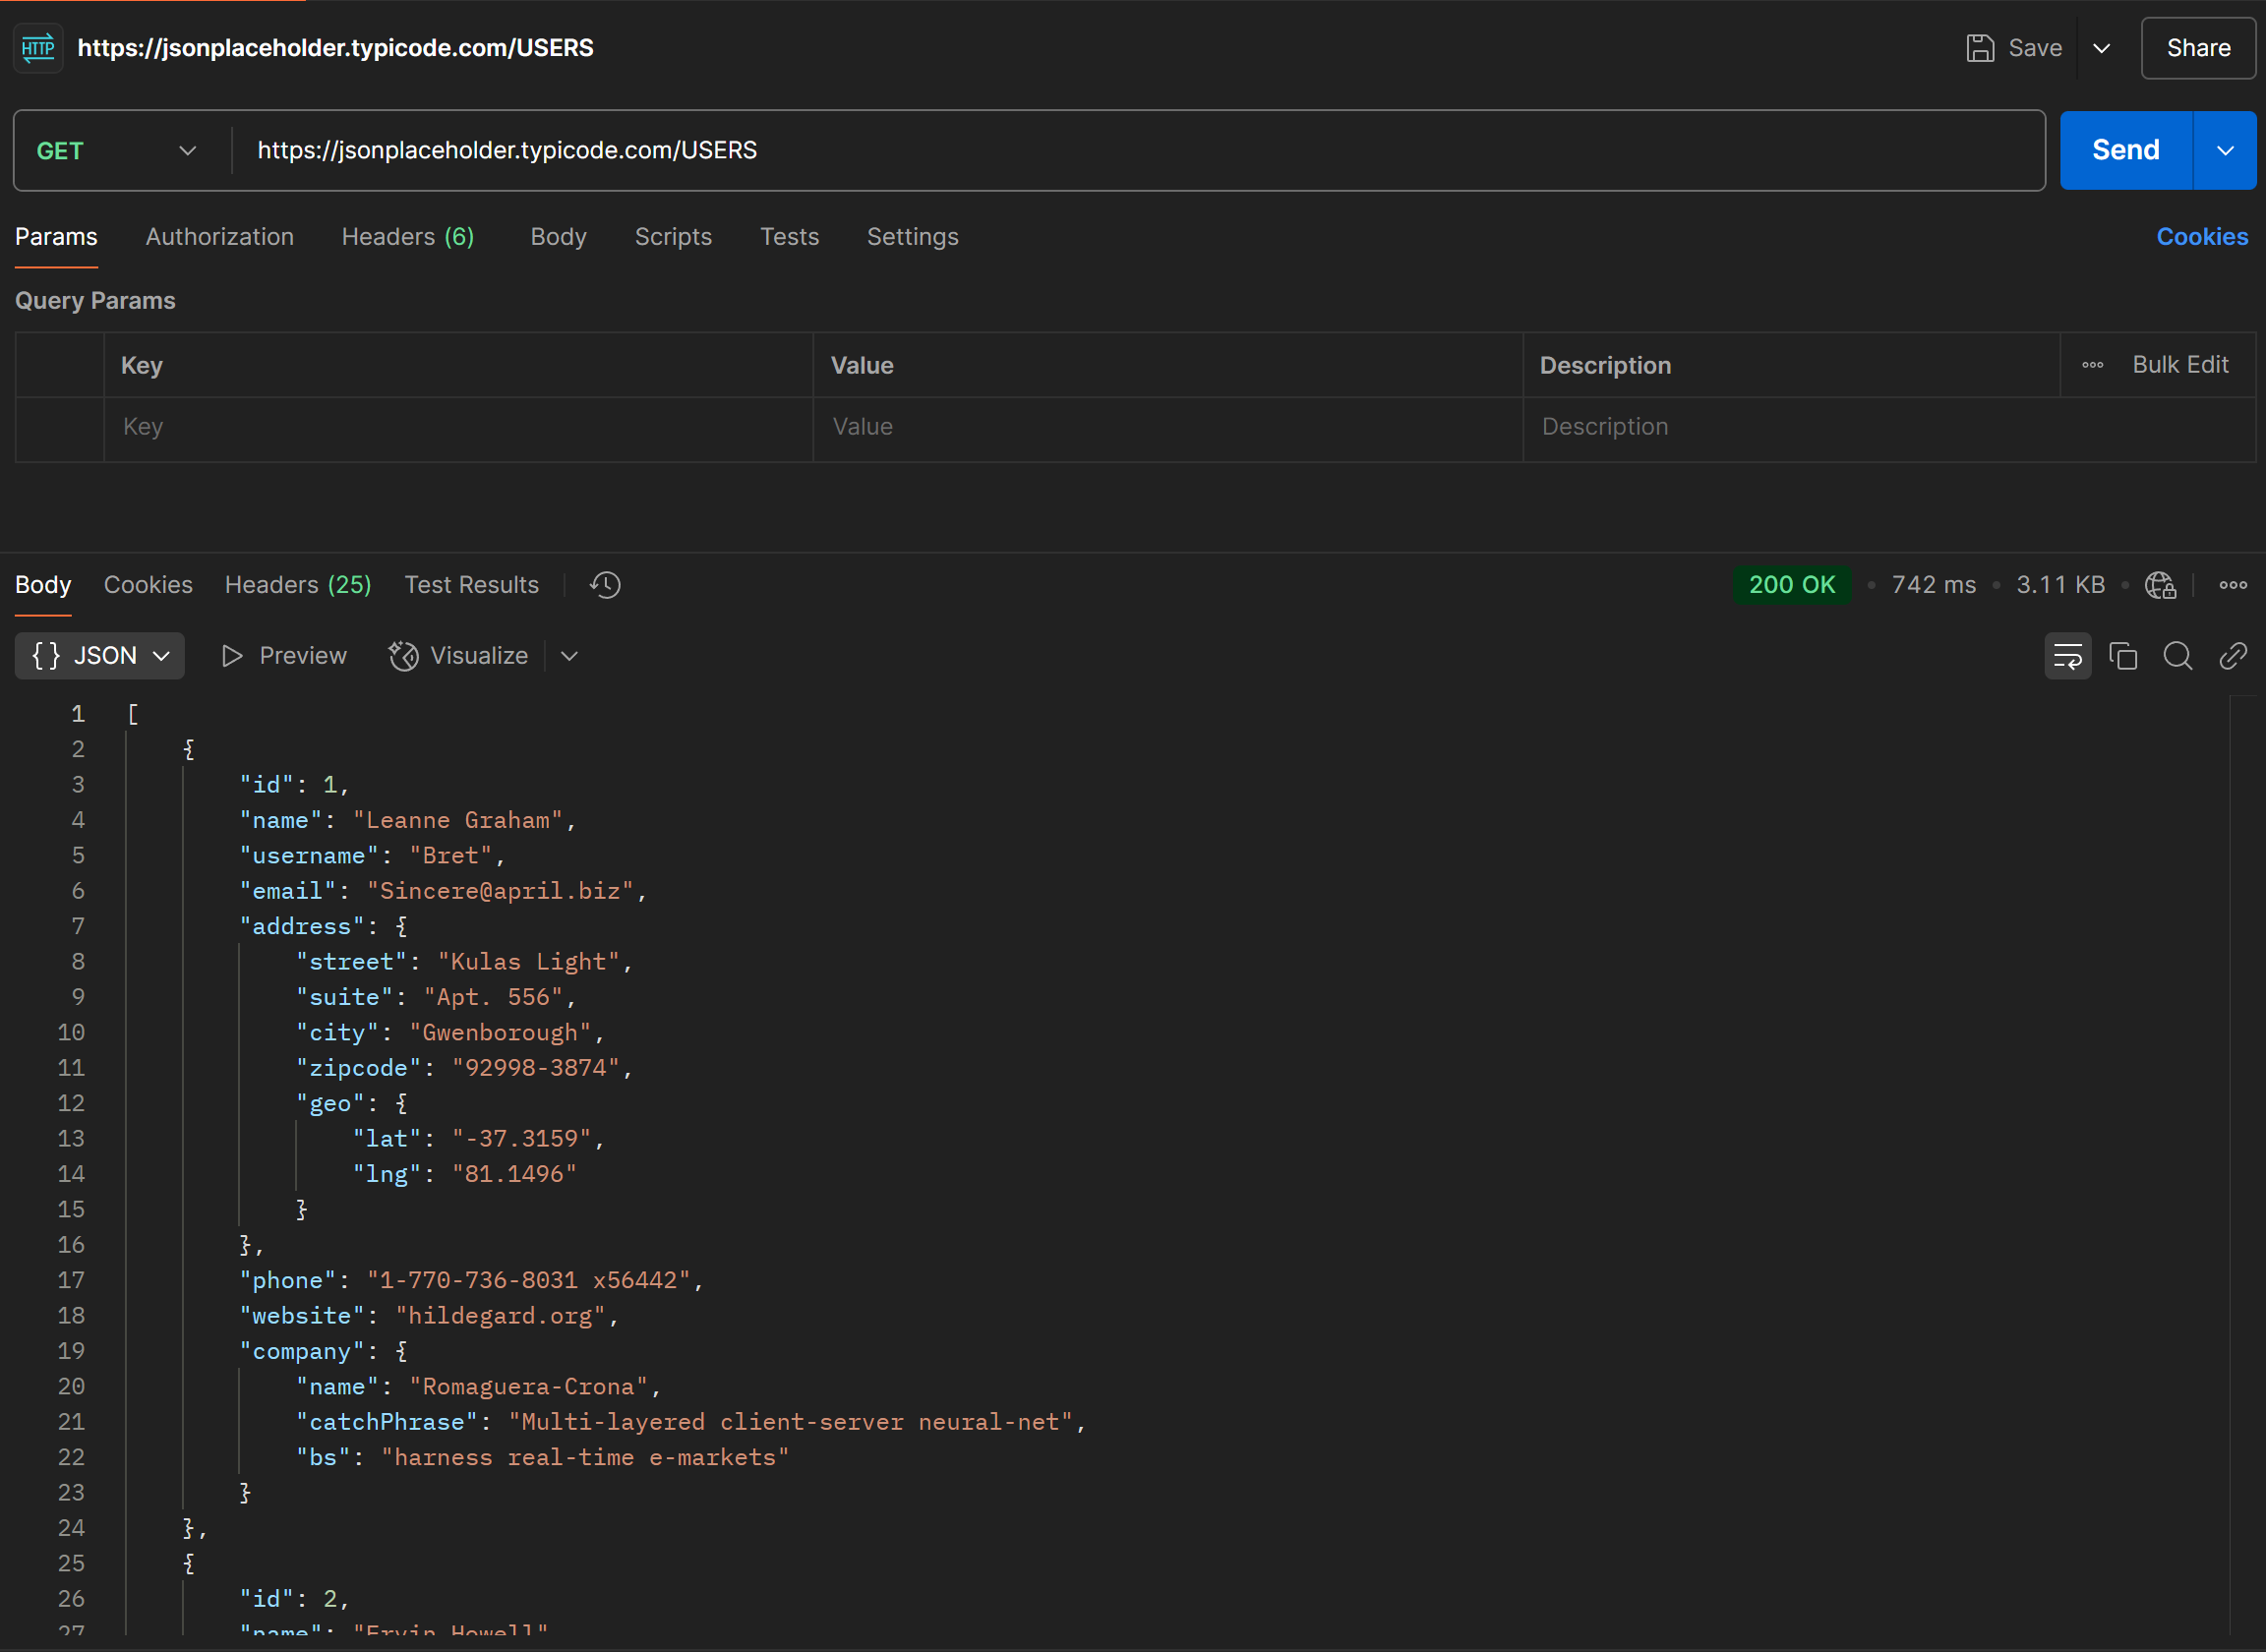 HTTP https://jsonplaceholder.typicode.com/USERS Save Share
GET https://jsonplaceholder.typicode.com/USERS Send
Params Authorization Headers (6) Body Scripts Tests Settings Cookies
Query Params
Key Value Description Bulk Edit
Key Value Description
Body Cookies Headers (25) Test Results 200 OK • 742 ms • 3.11 KB •
{ } JSON Preview Visualize
1 [
2 {
3 "id": 1,
4 "name": "Leanne Graham",
5 "username": "Bret",
6 "email": "Sincere@april.biz",
7 "address": {
8 "street": "Kulas Light",
9 "suite": "Apt. 556",
10 "city": "Gwenborough",
11 "zipcode": "92998-3874",
12 "geo": {
13 "lat": "-37.3159",
14 "lng": "81.1496"
15 }
16 },
17 "phone": "1-770-736-8031 x56442",
18 "website": "hildegard.org",
19 "company": {
20 "name": "Romaguera-Crona",
21 "catchPhrase": "Multi-layered client-server neural-net",
22 "bs": "harness real-time e-markets"
23 }
24 },
25 {
26 "id": 2,
27 "name": "Ervin Howell"